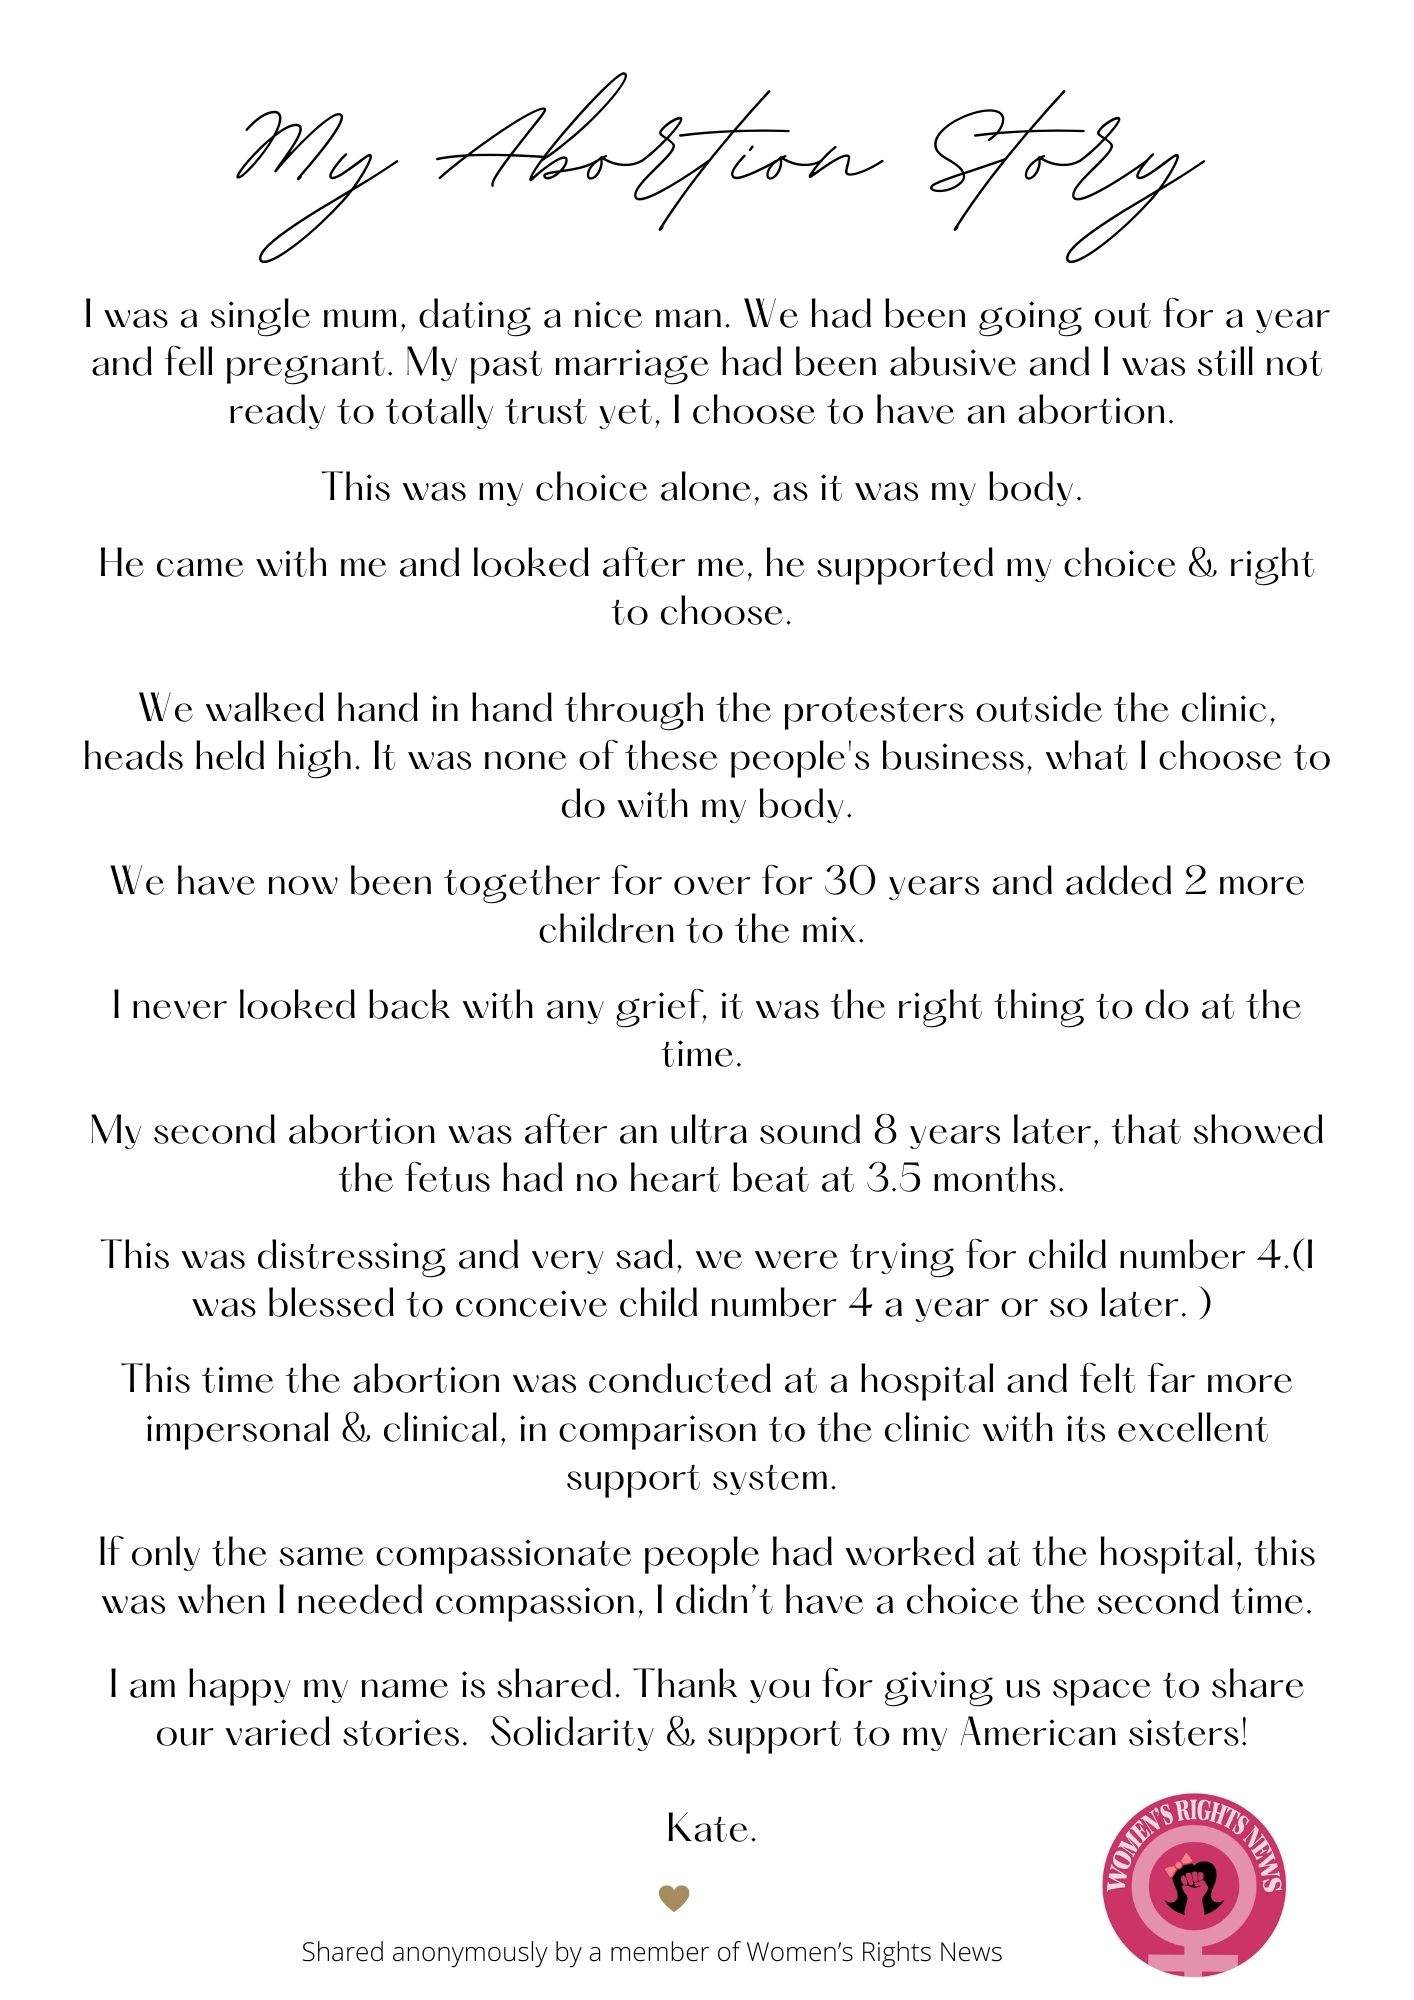 My Abortion Story
I was a single mum, dating a nice man. We had been going out for a year
and fell pregnant. My past marriage had been abusive and I was still not
ready to totally trust yet, I choose to have an abortion.
This was my choice alone, as it was my body.
He came with me and looked after me, he supported my choice & right
to choose.
We walked hand in hand through the protesters outside the clinic,
heads held high. It was none of these people's business, what I choose to
do with my body.
We have now been together for over for 30 years and added 2 more
children to the mix.
I never looked back with any grief, it was the right thing to do at the
time.
My second abortion was after an ultra sound 8 years later, that showed
the fetus had no heart beat at 3.5 months.
This was distressing and very sad, we were trying for child number 4.(I
was blessed to conceive child number 4 a year or so later. )
This time the abortion was conducted at a hospital and felt far more
impersonal & clinical, in comparison to the clinic with its excellent
support system.
If only the same compassionate people had worked at the hospital, this
was when I needed compassion, I didn’t have a choice the second time.
I am happy my name is shared. Thank you for giving us space to share
our varied stories.  Solidarity & support to my American sisters!
Kate.
WOMEN'S RIGHTS NEWS
Shared anonymously by a member of Women’s Rights News